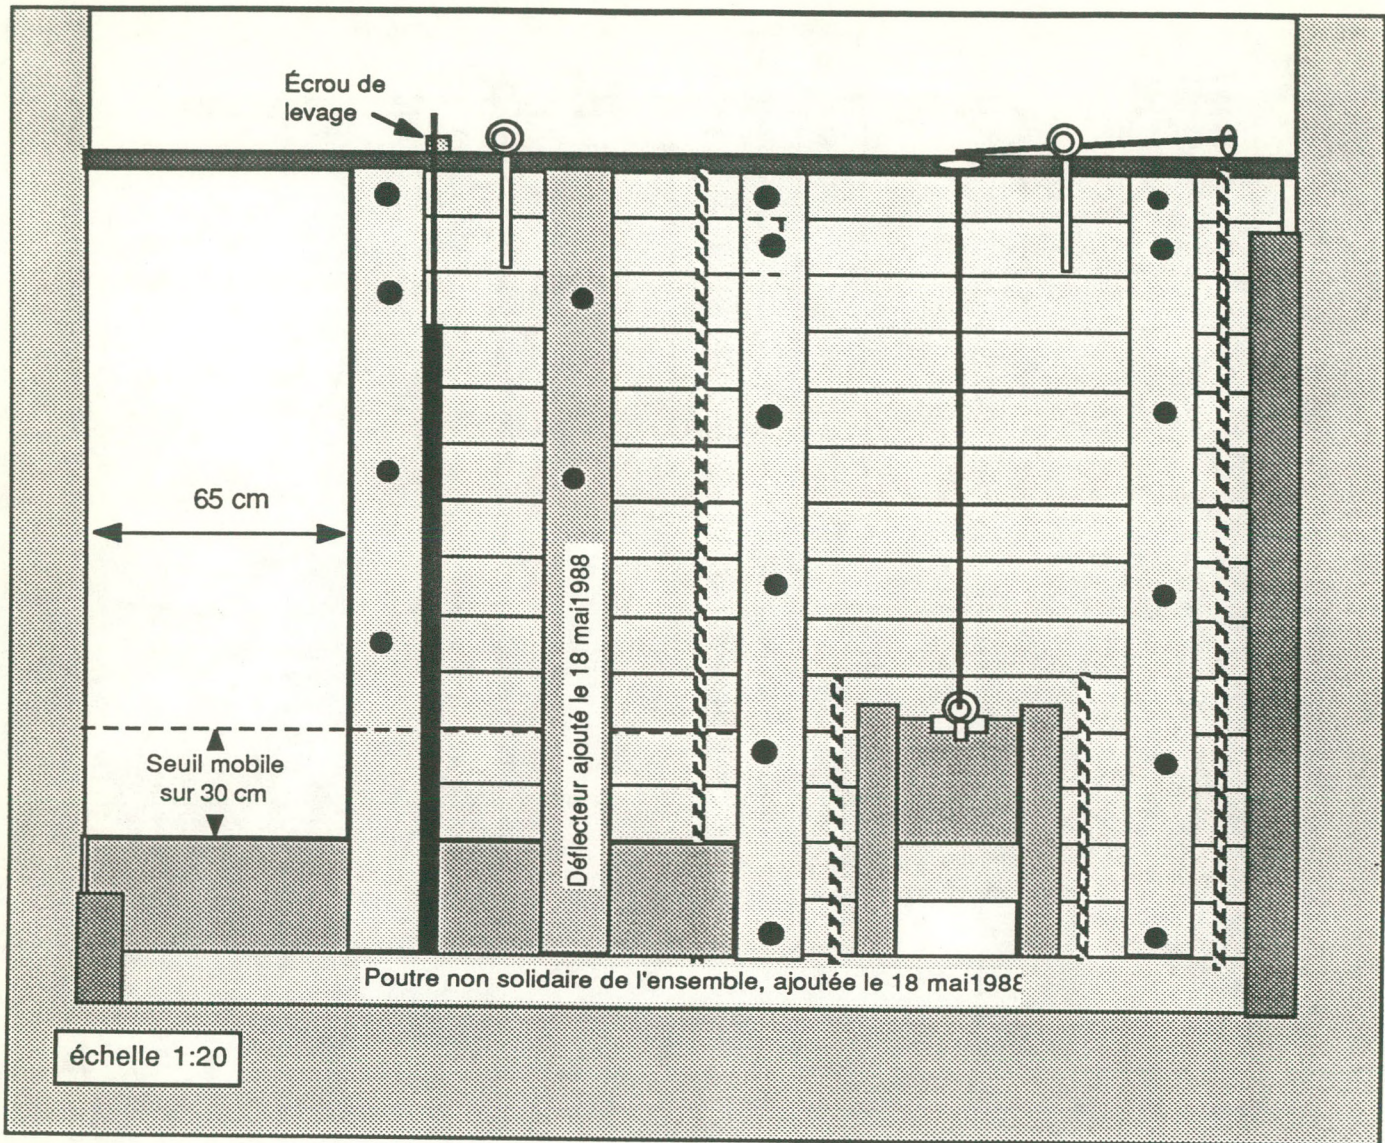 Écrou de
levage
65 cm
Déflecteur ajouté le 18 mai1988
Seuil mobile
sur 30 cm
Poutre non solidaire de l'ensemble, ajoutée le 18 mai1988
échelle 1:20